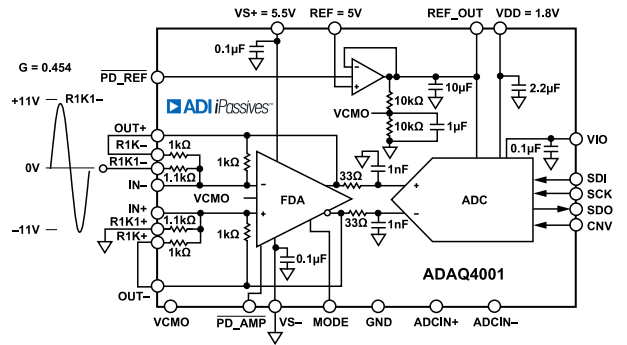 VS+ = 5.5V
REF = 5V
REF_OUT
VDD = 1.8V
G = 0.454
PD_REF
0.1µF
10µF
2.2µF
+11V
R1K1–
ADI iPassives™
10kΩ
VCMO
10kΩ
1µF
VIO
0.1µF
OUT+
R1K–
1kΩ
1kΩ
1nF
0V
R1K1–
1.1kΩ
33Ω
SDI
IN–
–
+
SCK
VCMO
FDA
ADC
SDO
IN+
+
–
CNV
R1K1+
1.1kΩ
33Ω
1nF
–11V
R1K+
1kΩ
1kΩ
0.1µF
OUT–
ADAQ4001
VCMO
PD_AMP
VS–
MODE
GND
ADCIN+
ADCIN–